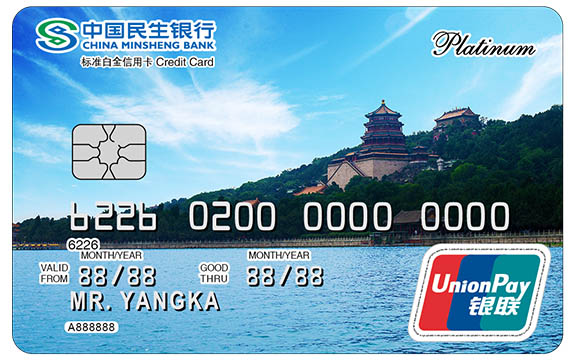 中国民生银行
CHINA MINSHENG BANK
标准白金信用卡 Credit Card
Platinum
6226 0200 0000 0000
6226
MONTH/YEAR MONTH/YEAR
VALID FROM 88/88 GOOD THRU 88/88
MR. YANGKA
A888888
UnionPay
银联